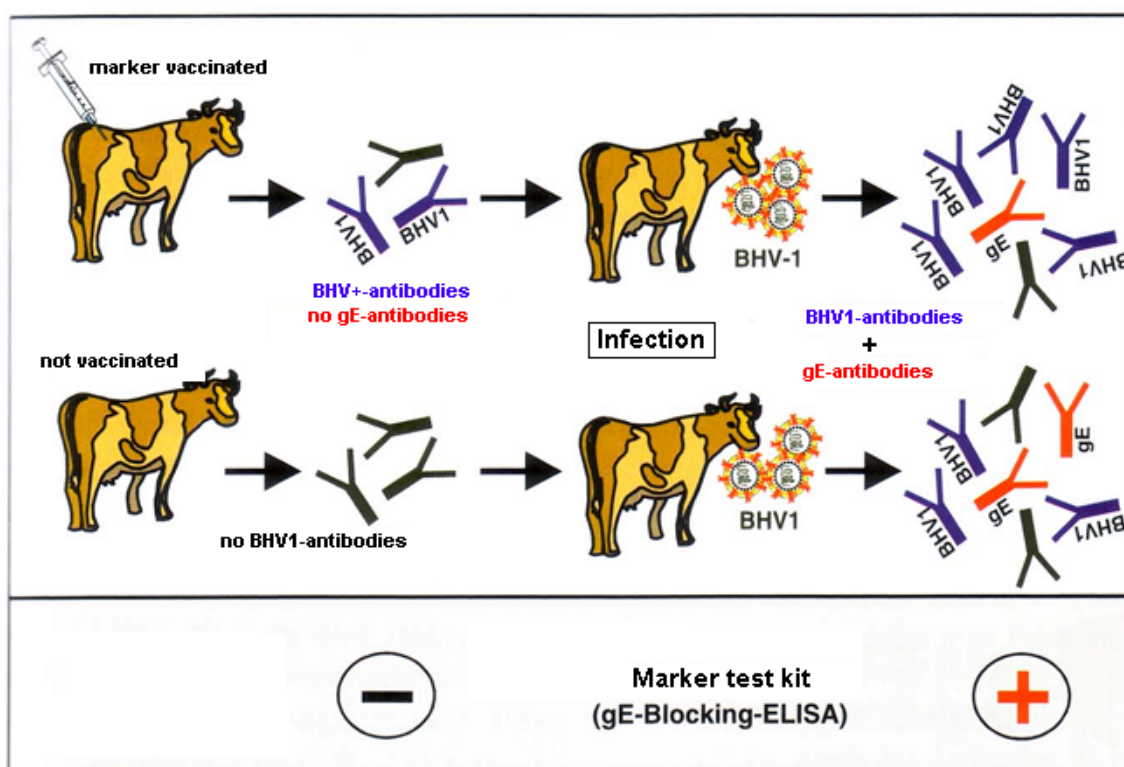 marker vaccinated
BHV1
BHV1
BHV+-antibodies
no gE-antibodies
BHV-1
BHV1
BHV1
BHV1
BHV1
gE
BHV1
Infection
BHV1-antibodies
+
gE-antibodies
not vaccinated
no BHV1-antibodies
BHV1
gE
BHV1
BHV1
gE
BHV1
Marker test kit
(gE-Blocking-ELISA)